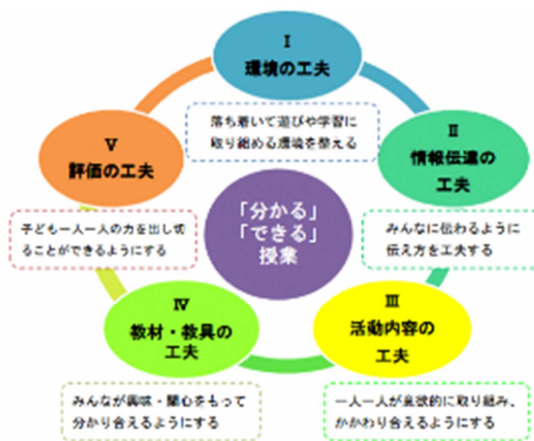 Ⅰ
環境の工夫
落ち着いて遊びや学習に
取り組める環境を整える
Ⅱ
情報伝達の
工夫
みんなに伝わるように
伝え方を工夫する
Ⅲ
活動内容の
工夫
一人一人が意欲的に取り組み、
かかわり合えるようにする
Ⅳ
教材・教具の
工夫
みんなが興味・関心をもって
分かり合えるようにする
Ⅴ
評価の工夫
子ども一人一人の力を出し切
ることができるようにする
「分かる」
「できる」
授業